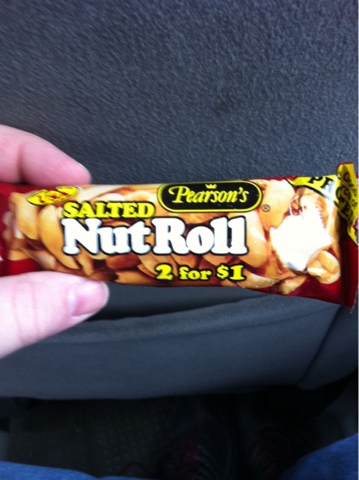 Pearson's
SALTED
Nut Roll
2 for $1